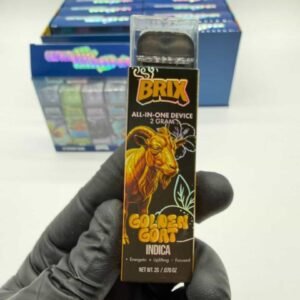 BRIX
ALL-IN-ONE DEVICE
2 GRAM
GOLDEN
GOAT
INDICA
• Energetic • Uplifting • Focused
NET WT. 2G / .070 OZ